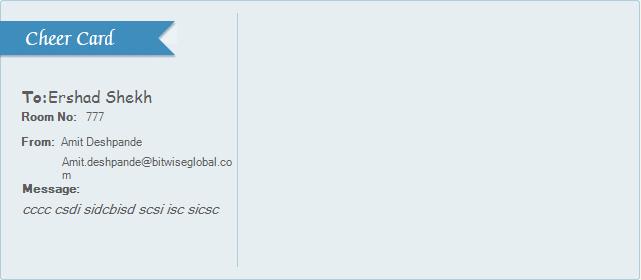 Cheer Card
To:Ershad Shekh
Room No: 777
From: Amit Deshpande
Amit.deshpande@bitwiseglobal.co
m
Message:
cccc csdi sidcbisd scsi isc sicsc